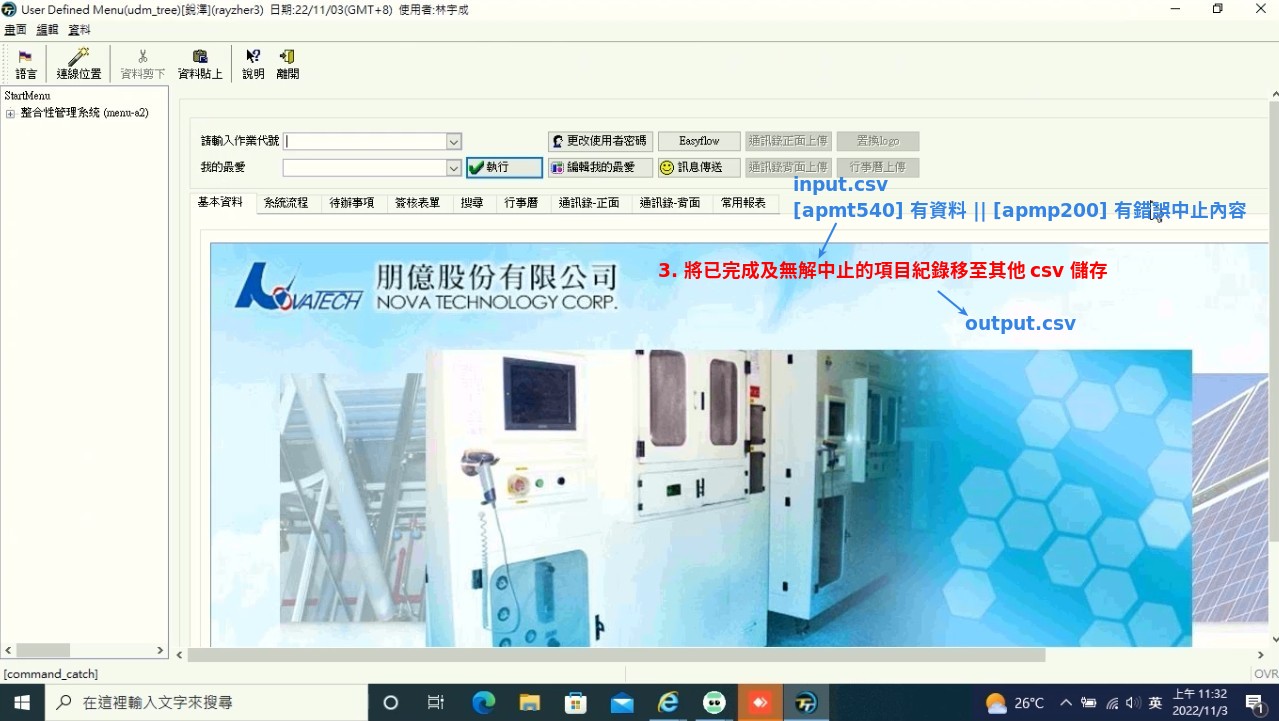 User Defined Menu(udm_tree)[銳澤](rayzher3) 日期:22/11/03(GMT+8) 使用者:林宇咸
畫面 編輯 資料
語言 連線位置 資料剪下 資料貼上 說明 離開
StartMenu
整合性管理系統 (menu-a2)
請輸入作業代號 更改使用者密碼 Easyflow 通訊錄正面上傳 置換logo
我的最愛 執行 編輯我的最愛 訊息傳送 通訊錄背面上傳 行事曆上傳
input.csv
基本資料 系統流程 待辦事項 簽核表單 搜尋 行事曆 通訊錄-正面 通訊錄-背面 常用報表
[apmt540] 有資料 || [apmp200] 有錯誤中止內容
NOVATECH 朋億股份有限公司
NOVA TECHNOLOGY CORP.
3. 將已完成及無解中止的項目紀錄移至其他 csv 儲存
output.csv
[command_catch]
OVR
在這裡輸入文字來搜尋
26°C 英 上午 11:32
2022/11/3
1